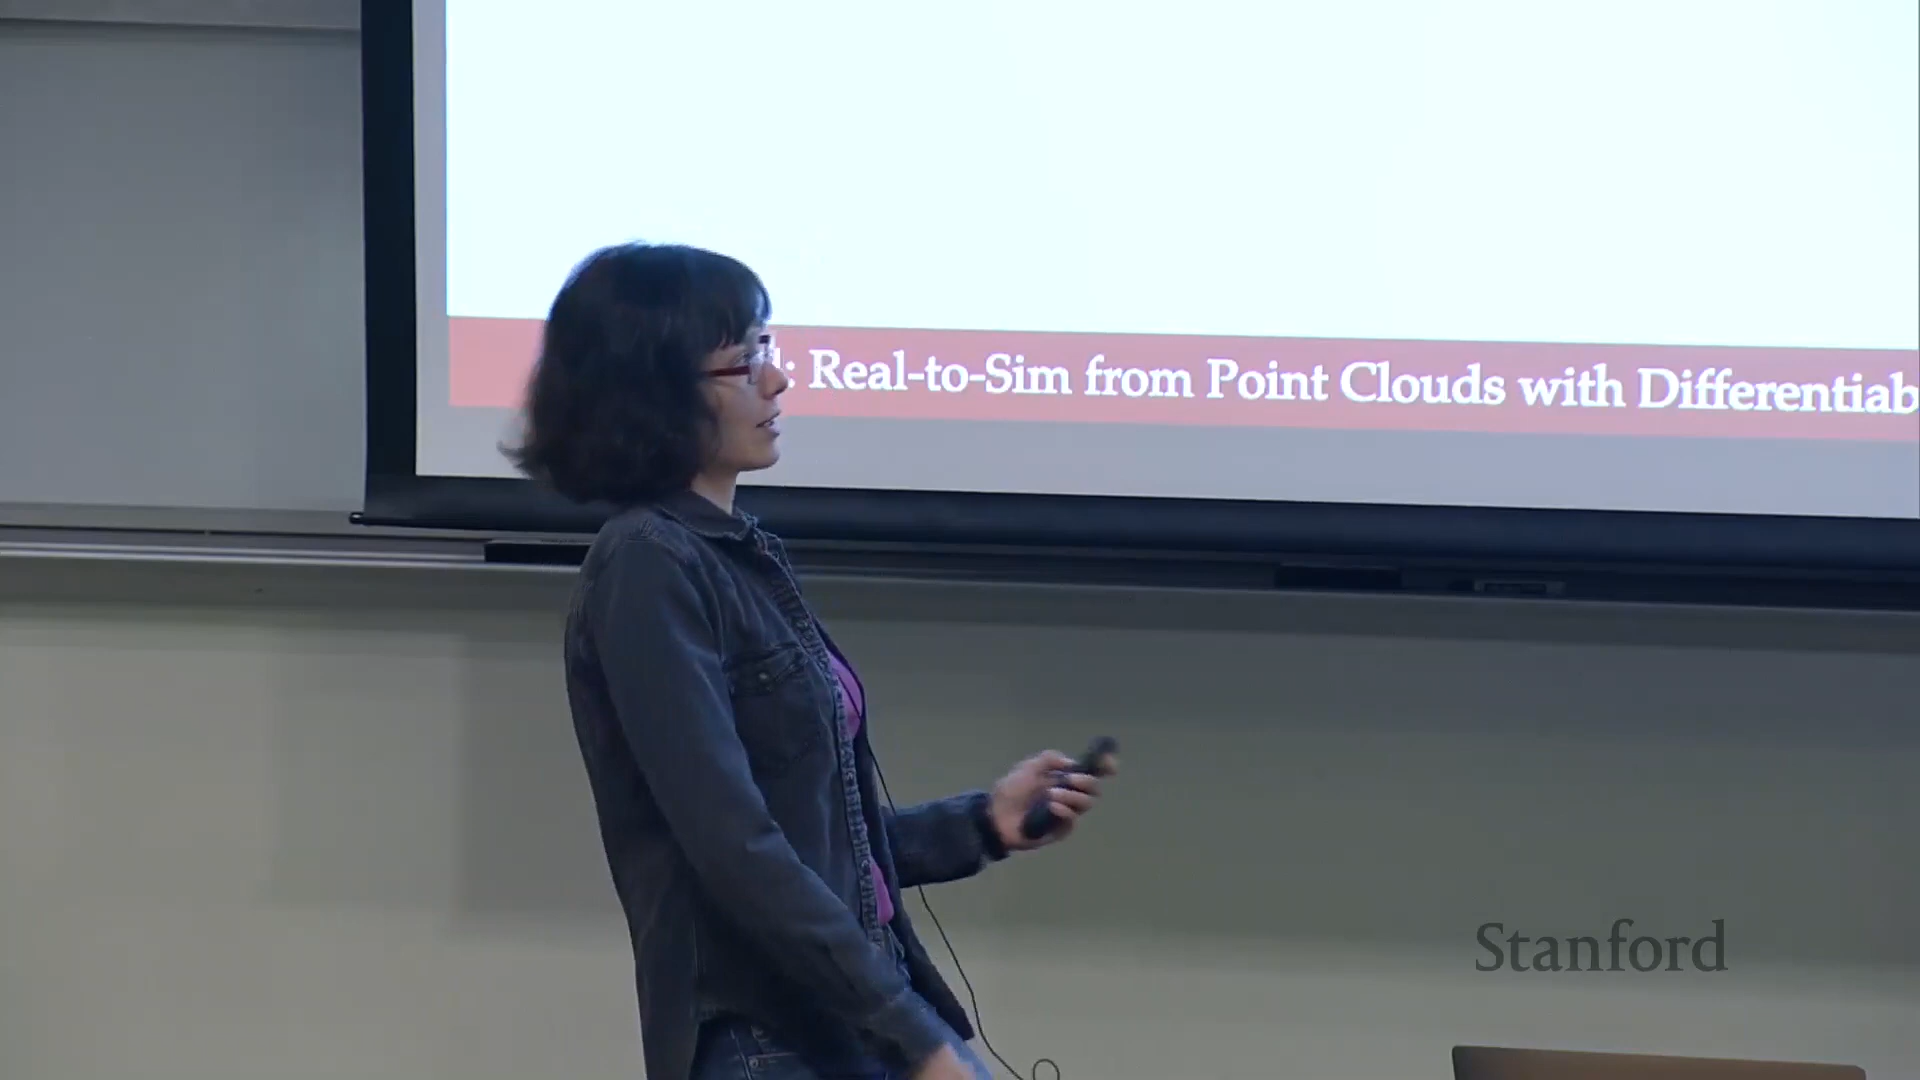 : Real-to-Sim from Point Clouds with Differentiab
Stanford